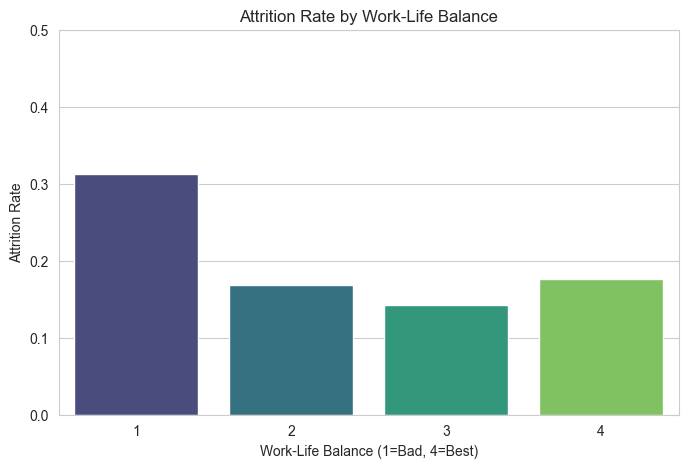 Attrition Rate by Work-Life Balance
0.5
0.4
0.3
0.2
0.1
0.0
Attrition Rate
1 2 3 4
Work-Life Balance (1=Bad, 4=Best)